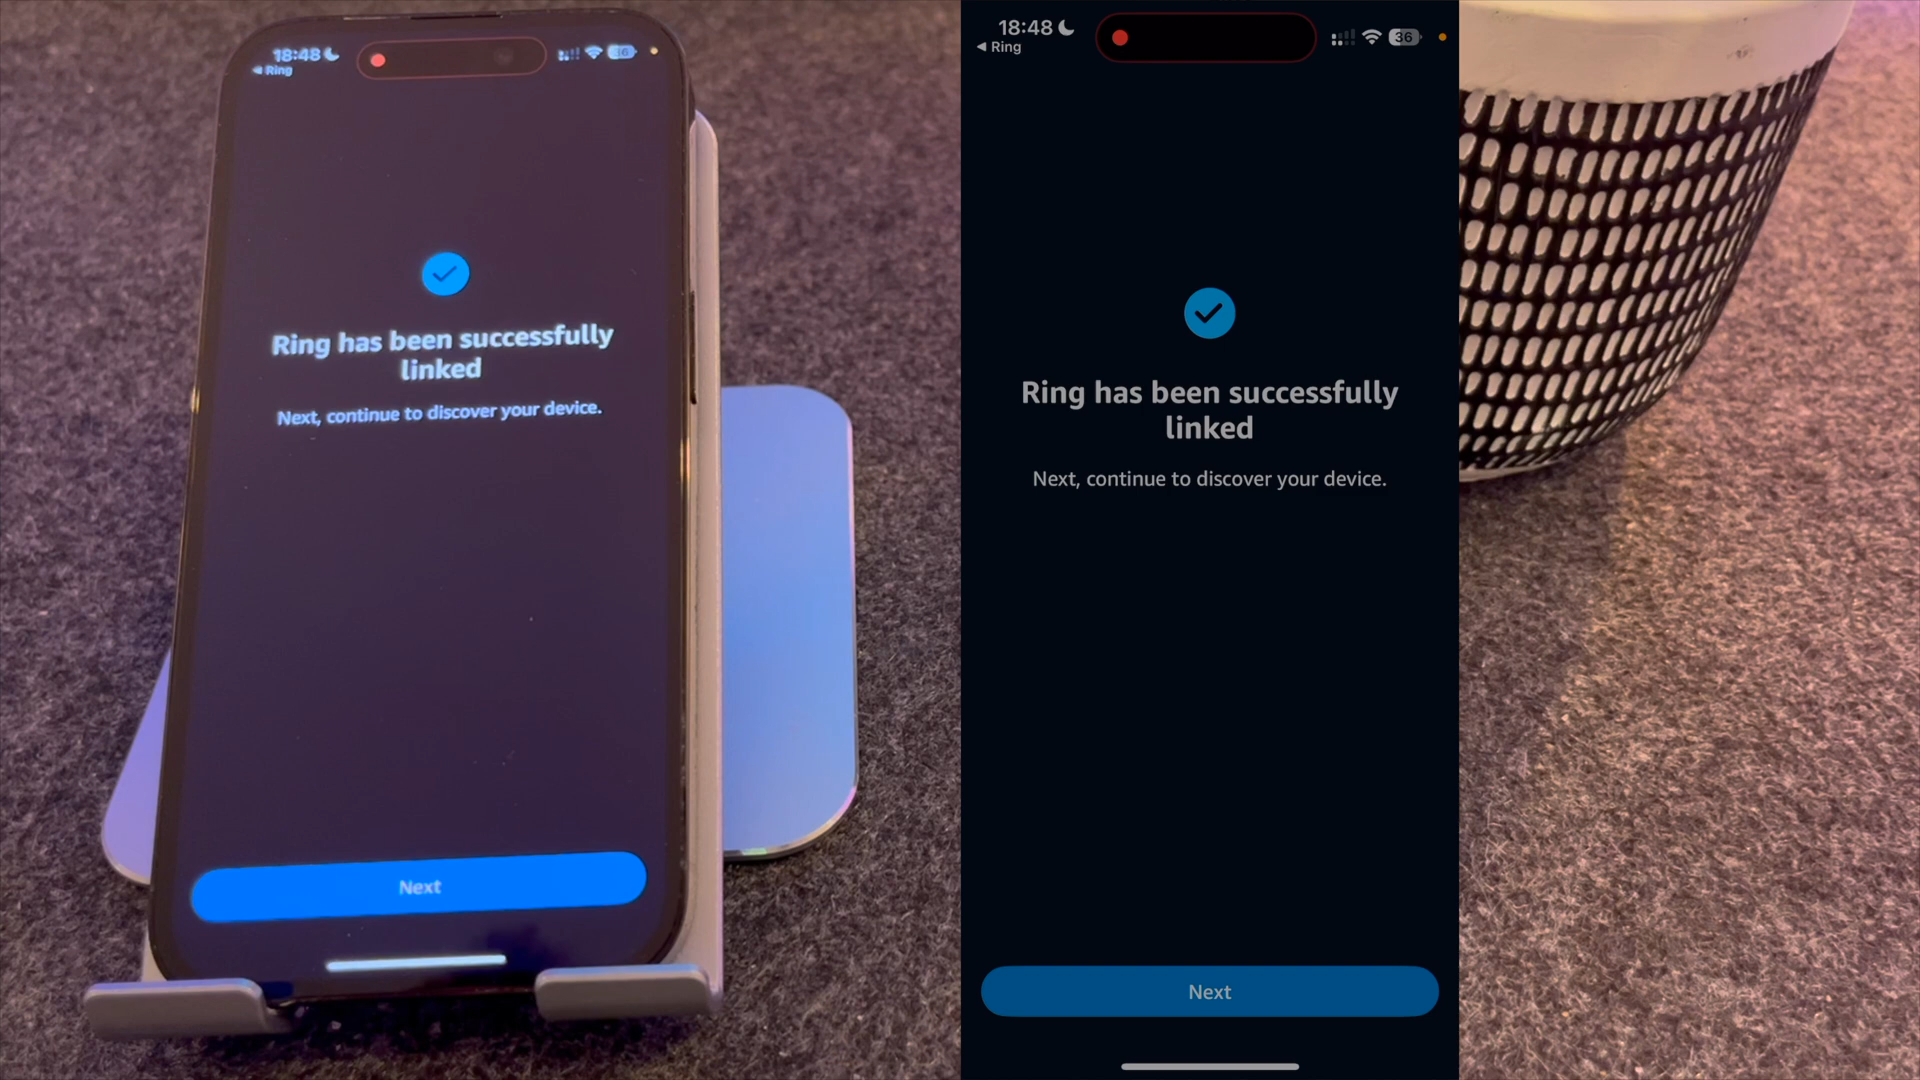 18:48
Ring
36
Ring has been successfully
linked
Next, continue to discover your device.
Next
18:48
Ring
36
Ring has been successfully
linked
Next, continue to discover your device.
Next